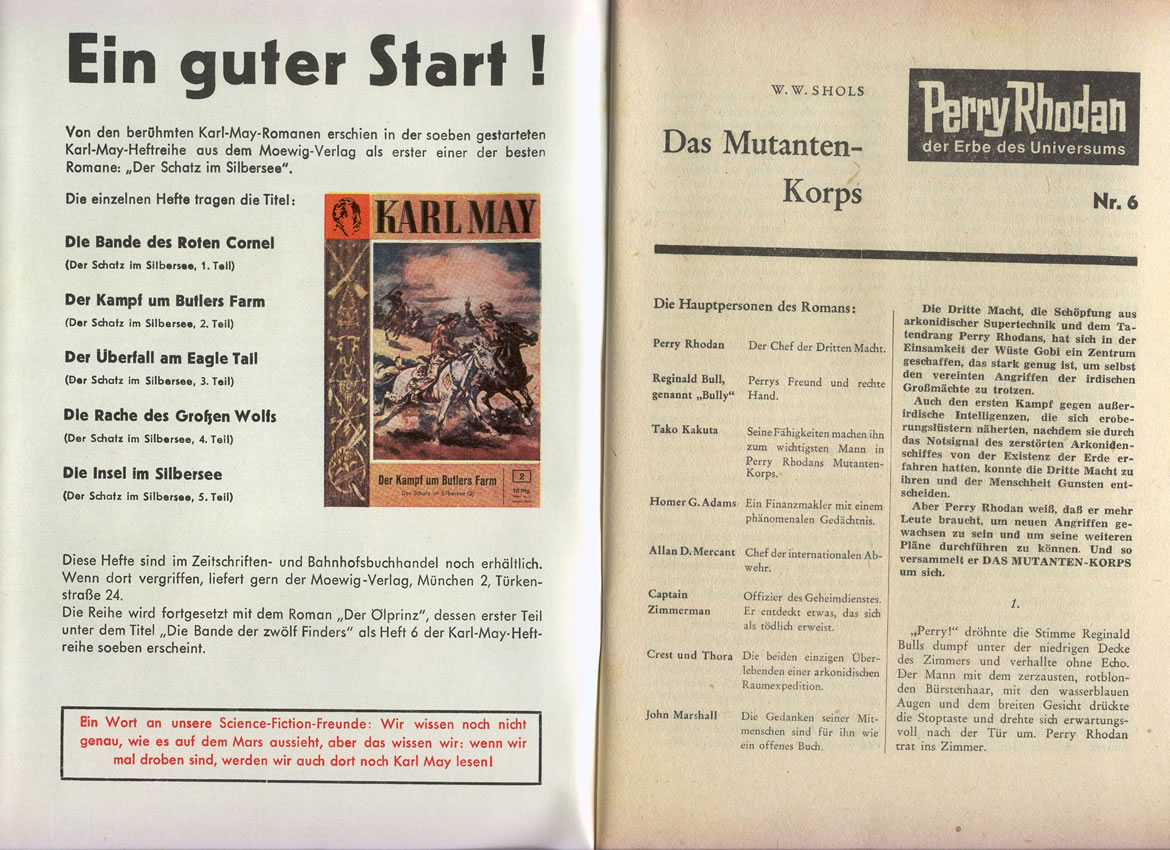 Ein guter Start !
Von den berühmten Karl-May-Romanen erschien in der soeben gestarteten
Karl-May-Heftreihe aus dem Moewig-Verlag als erster einer der besten
Romane: „Der Schatz im Silbersee".
Die einzelnen Hefte tragen die Titel:
Die Bande des Roten Cornel
(Der Schatz im Silbersee, 1. Teil)
Der Kampf um Butlers Farm
(Der Schatz im Silbersee, 2. Teil)
Der Überfall am Eagle Tail
(Der Schatz im Silbersee, 3. Teil)
Die Rache des Großen Wolfs
(Der Schatz im Silbersee, 4. Teil)
Die Insel im Silbersee
(Der Schatz im Silbersee, 5. Teil)
KARL MAY
Der Kampf um Butlers Farm
Der Schatz im Silbersee (2)
2
Diese Hefte sind im Zeitschriften- und Bahnhofsbuchhandel noch erhältlich.
Wenn dort vergriffen, liefert gern der Moewig-Verlag, München 2, Türken-
straße 24.
Die Reihe wird fortgesetzt mit dem Roman „Der Ölprinz", dessen erster Teil
unter dem Titel „Die Bande der zwölf Finders" als Heft 6 der Karl-May-Heft-
reihe soeben erscheint.
Ein Wort an unsere Science-Fiction-Freunde: Wir wissen noch nicht
genau, wie es auf dem Mars aussieht, aber das wissen wir: wenn wir
mal droben sind, werden wir auch dort noch Karl May lesen!
W. W. SHOLS
Das Mutanten-
Korps
Perry Rhodan
der Erbe des Universums
Nr. 6
Die Hauptpersonen des Romans:
Perry Rhodan Der Chef der Dritten Macht.
Reginald Bull, Perrys Freund und rechte
genannt „Bully" Hand.
Tako Kakuta Seine Fähigkeiten machen ihn
zum wichtigsten Mann in
Perry Rhodans Mutanten-
Korps.
Homer G. Adams Ein Finanzmakler mit einem
phänomenalen Gedächtnis.
Allan D. Mercant Chef der internationalen Ab-
wehr.
Captain Offizier des Geheimdienstes.
Zimmerman Er entdeckt etwas, das sich
als tödlich erweist.
Crest und Thora Die beiden einzigen Über-
lebenden einer arkonidischen
Raumexpedition.
John Marshall Die Gedanken seiner Mit-
menschen sind für ihn wie
ein offenes Buch.
Die Dritte Macht, die Schöpfung aus
arkonidischer Supertechnik und dem Ta-
tendrang Perry Rhodans, hat sich in der
Einsamkeit der Wüste Gobi ein Zentrum
geschaffen, das stark genug ist, um selbst
den vereinten Angriffen der irdischen
Großmächte zu trotzen.
Auch den ersten Kampf gegen außer-
irdische Intelligenzen, die sich erobe-
rungslüstern näherten, nachdem sie durch
das Notsignal des zerstörten Arkoniden-
schiffes von der Existenz der Erde er-
fahren hatten, konnte die Dritte Macht zu
ihren und der Menschheit Gunsten ent-
scheiden.
Aber Perry Rhodan weiß, daß er mehr
Leute braucht, um neuen Angriffen ge-
wachsen zu sein und um seine weiteren
Pläne durchführen zu können. Und so
versammelt er DAS MUTANTEN-KORPS
um sich.
1.
„Perry!" dröhnte die Stimme Reginald
Bulls dumpf unter der niedrigen Decke
des Zimmers und verhallte ohne Echo.
Der Mann mit dem zerzausten, rotblon-
den Bürstenhaar, mit den wasserblauen
Augen und dem breiten Gesicht drückte
die Stoptaste und drehte sich erwartungs-
voll nach der Tür um. Perry Rhodan
trat ins Zimmer.